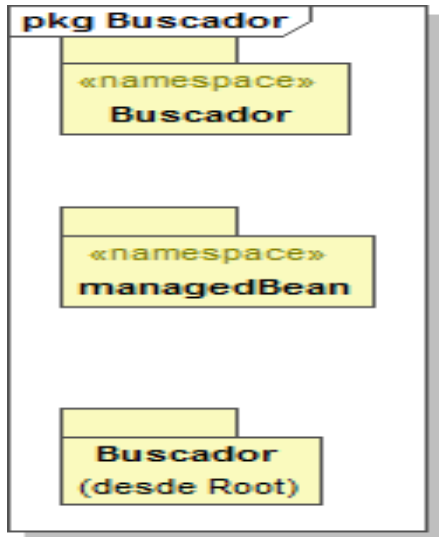 pkg Buscador
«namespace»
Buscador
«namespace»
managedBean
Buscador
(desde Root)